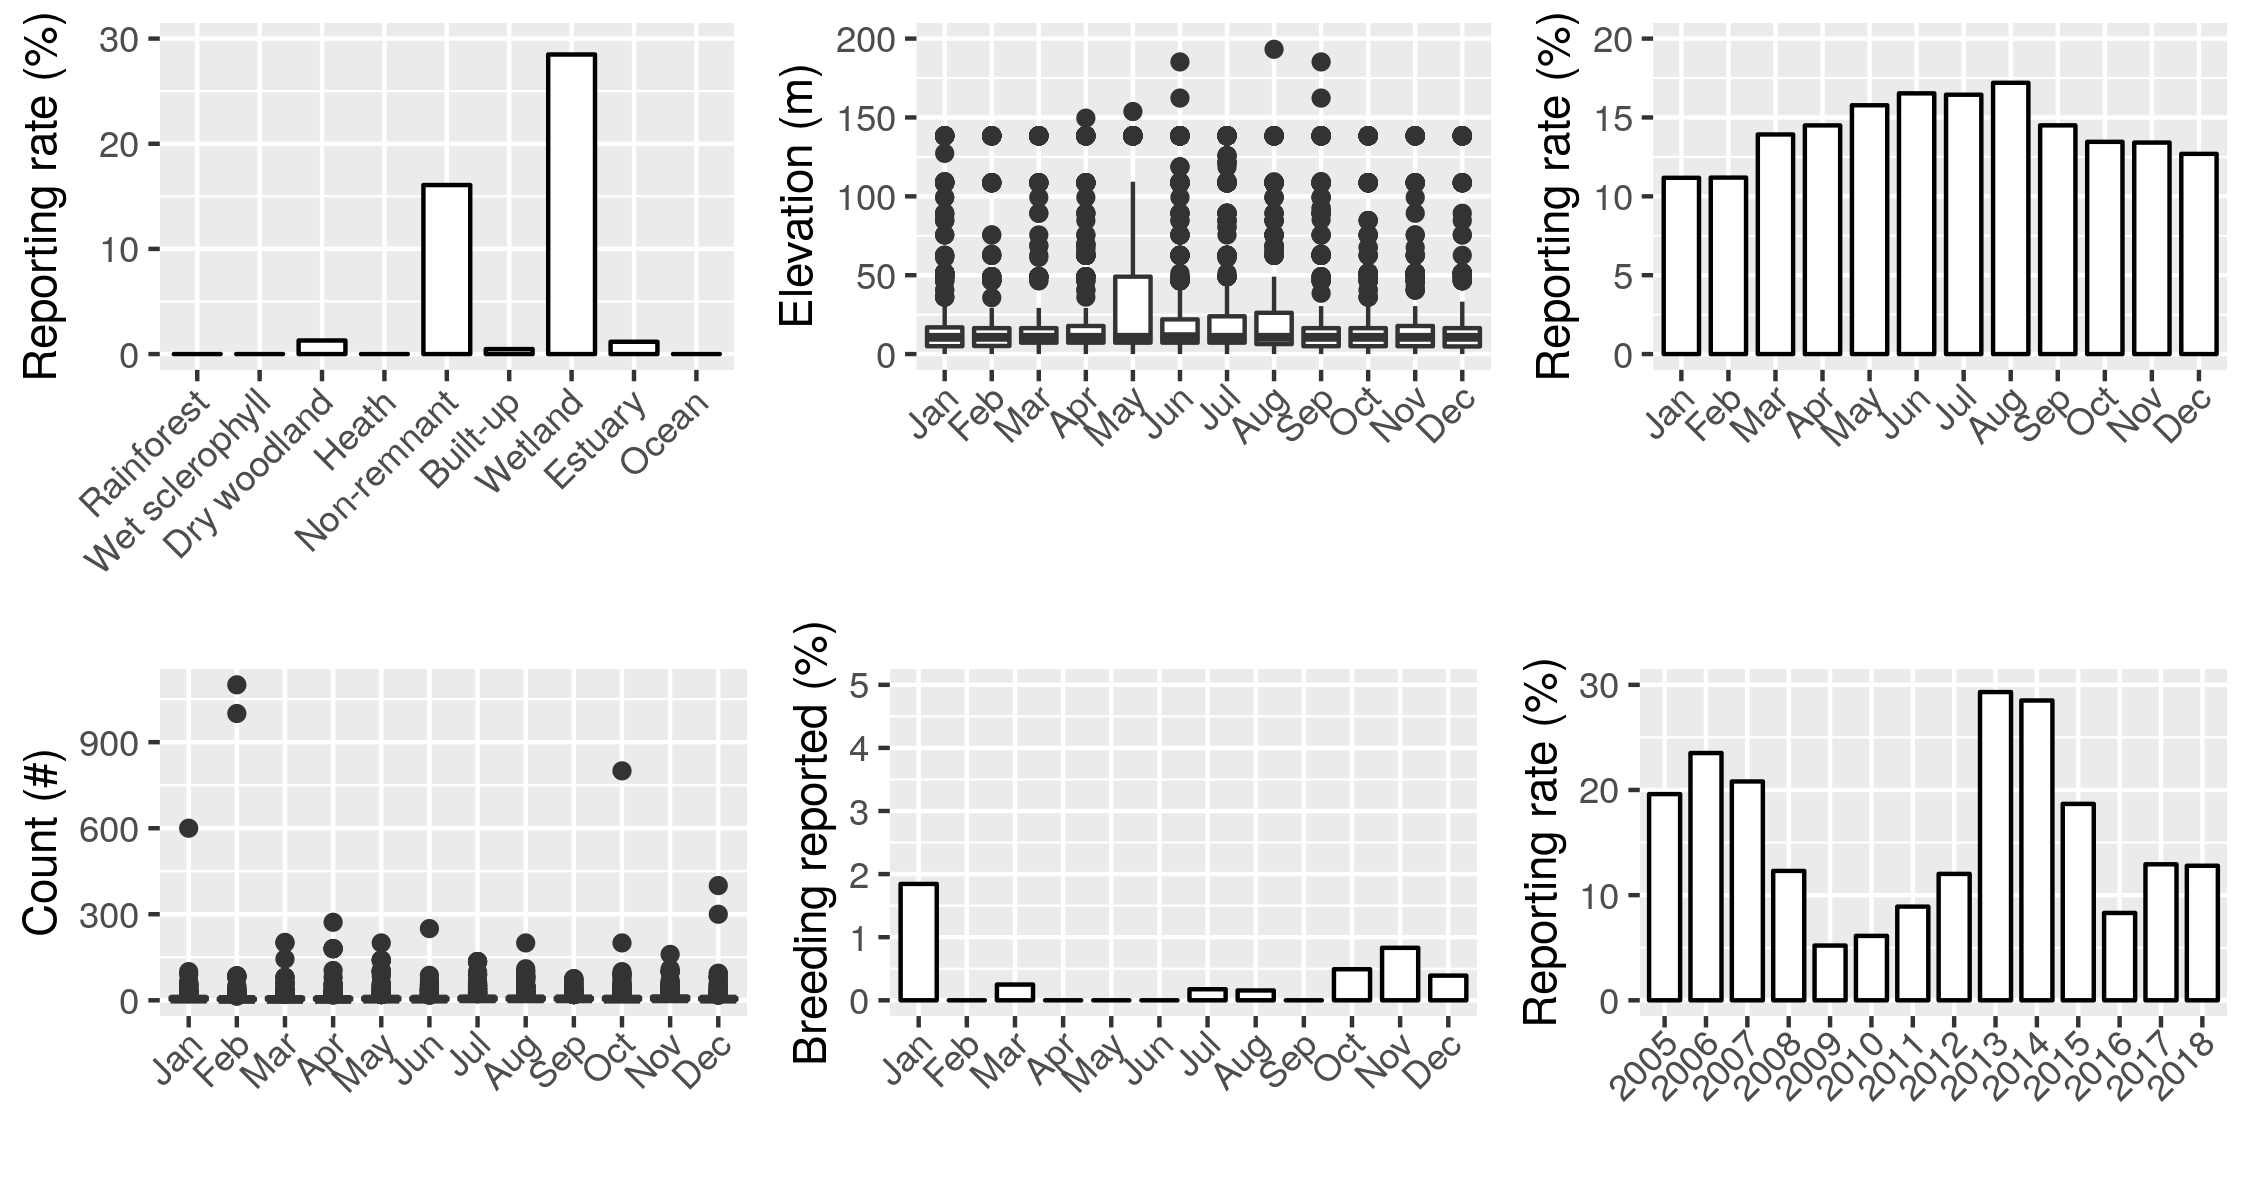 Reporting rate (%)
30
20
10
0
Rainforest
Wet sclerophyll
Dry woodland
Heath
Non-remnant
Built-up
Wetland
Estuary
Ocean
Elevation (m)
200
150
100
50
0
Jan
Feb
Mar
Apr
May
Jun
Jul
Aug
Sep
Oct
Nov
Dec
Reporting rate (%)
20
15
10
5
0
Jan
Feb
Mar
Apr
May
Jun
Jul
Aug
Sep
Oct
Nov
Dec
Count (#)
900
600
300
0
Jan
Feb
Mar
Apr
May
Jun
Jul
Aug
Sep
Oct
Nov
Dec
Breeding reported (%)
5
4
3
2
1
0
Jan
Feb
Mar
Apr
May
Jun
Jul
Aug
Sep
Oct
Nov
Dec
Reporting rate (%)
30
20
10
0
2005
2006
2007
2008
2009
2010
2011
2012
2013
2014
2015
2016
2017
2018